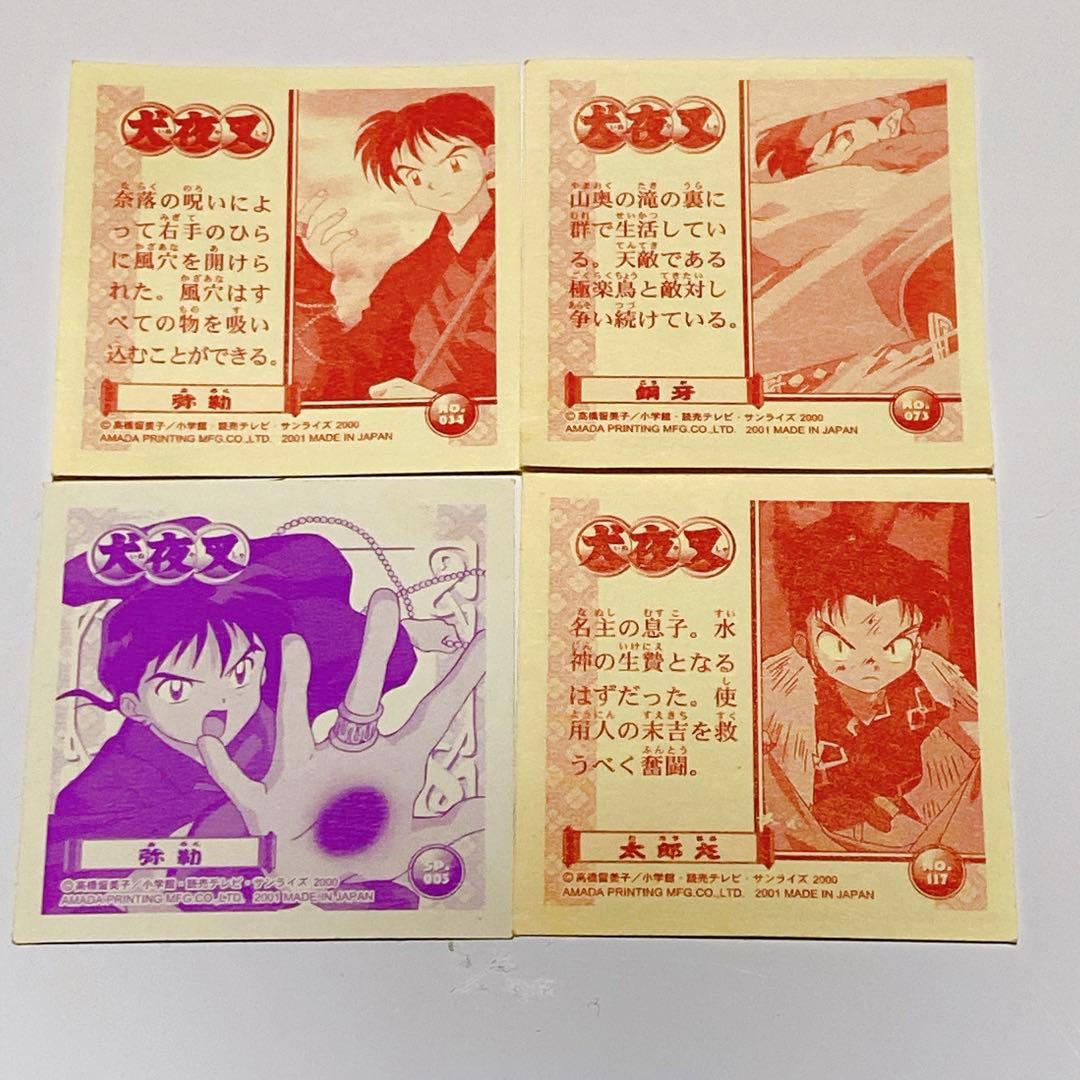 犬夜叉
奈落の呪いによ
って右手のひら
に風穴を開けら
れた。風穴はす
べての物を吸い
込むことができる。
弥勒
NO. 034
©高橋留美子/小学館・読売テレビ・サンライズ 2000
AMADA PRINTING MFG.CO.,LTD. 2001 MADE IN JAPAN
犬夜叉
山奥の滝の裏に
群で生活してい
る。天敵である
極楽鳥と敵対し
争い続けている。
鋼牙
NO. 073
©高橋留美子/小学館・読売テレビ・サンライズ 2000
AMADA PRINTING MFG.CO.,LTD. 2001 MADE IN JAPAN
犬夜叉
弥勒
SP. 005
©高橋留美子/小学館・読売テレビ・サンライズ 2000
AMADA PRINTING MFG.CO.,LTD. 2001 MADE IN JAPAN
犬夜叉
名主の息子。水
神の生贄となる
はずだった。使
用人の末吉を救
うべく奮闘。
太郎丸
NO. 117
©高橋留美子/小学館・読売テレビ・サンライズ 2000
AMADA PRINTING MFG.CO.,LTD. 2001 MADE IN JAPAN